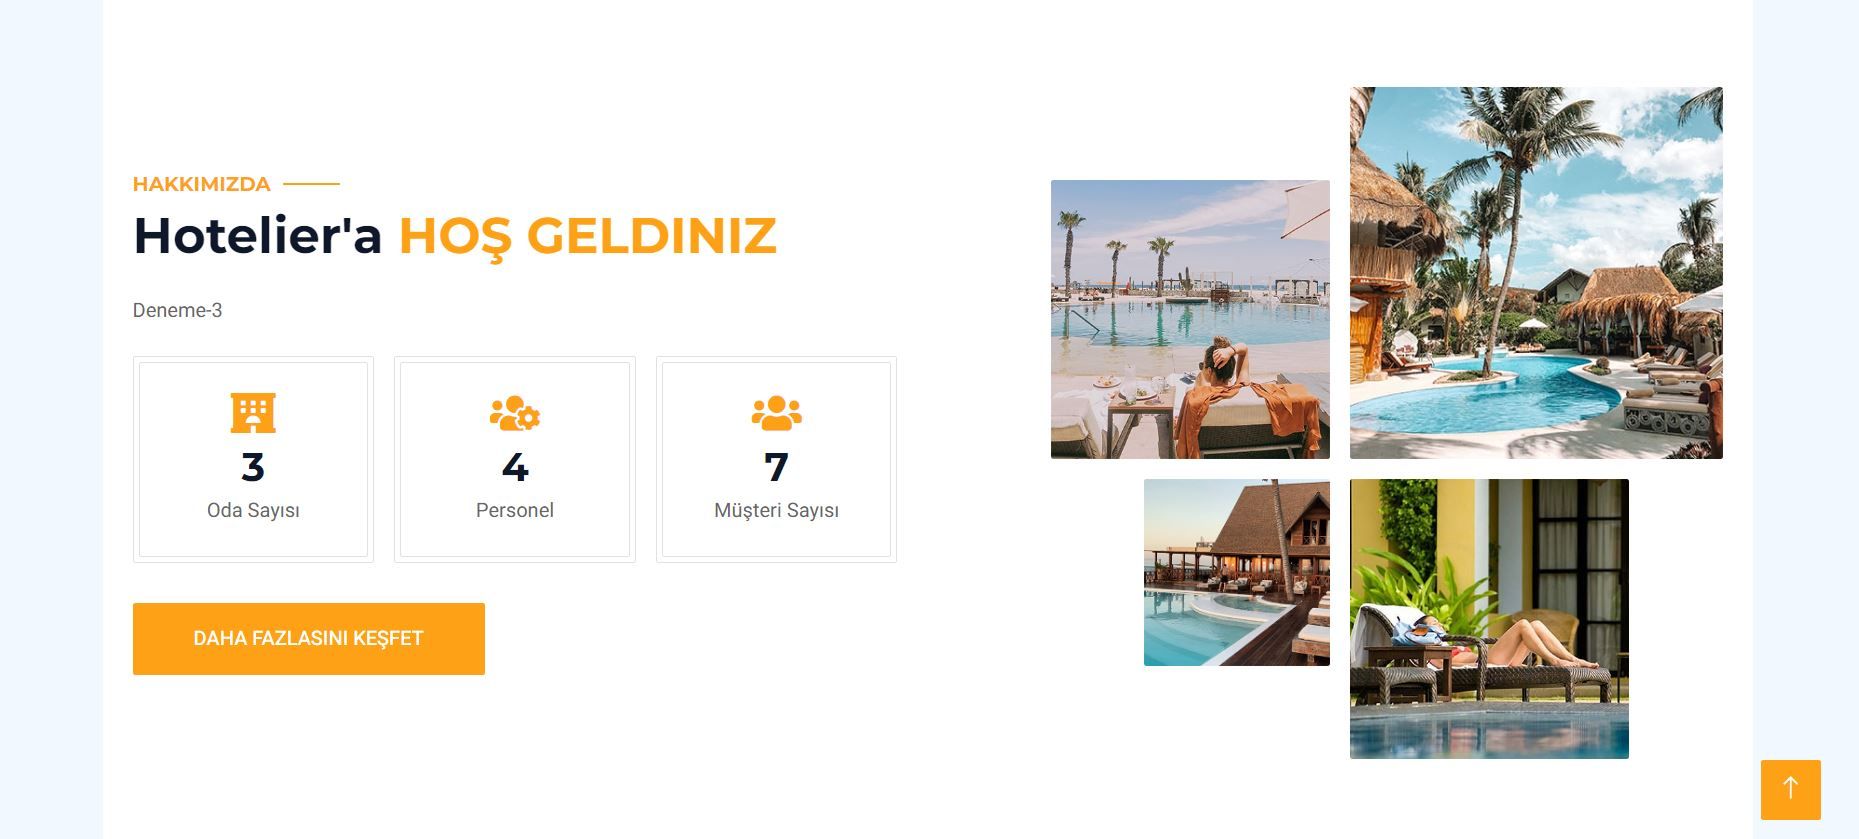 HAKKIMIZDA
Hotelier'a HOŞ GELDINIZ
Deneme-3
3
Oda Sayısı
4
Personel
7
Müşteri Sayısı
DAHA FAZLASINI KEŞFET